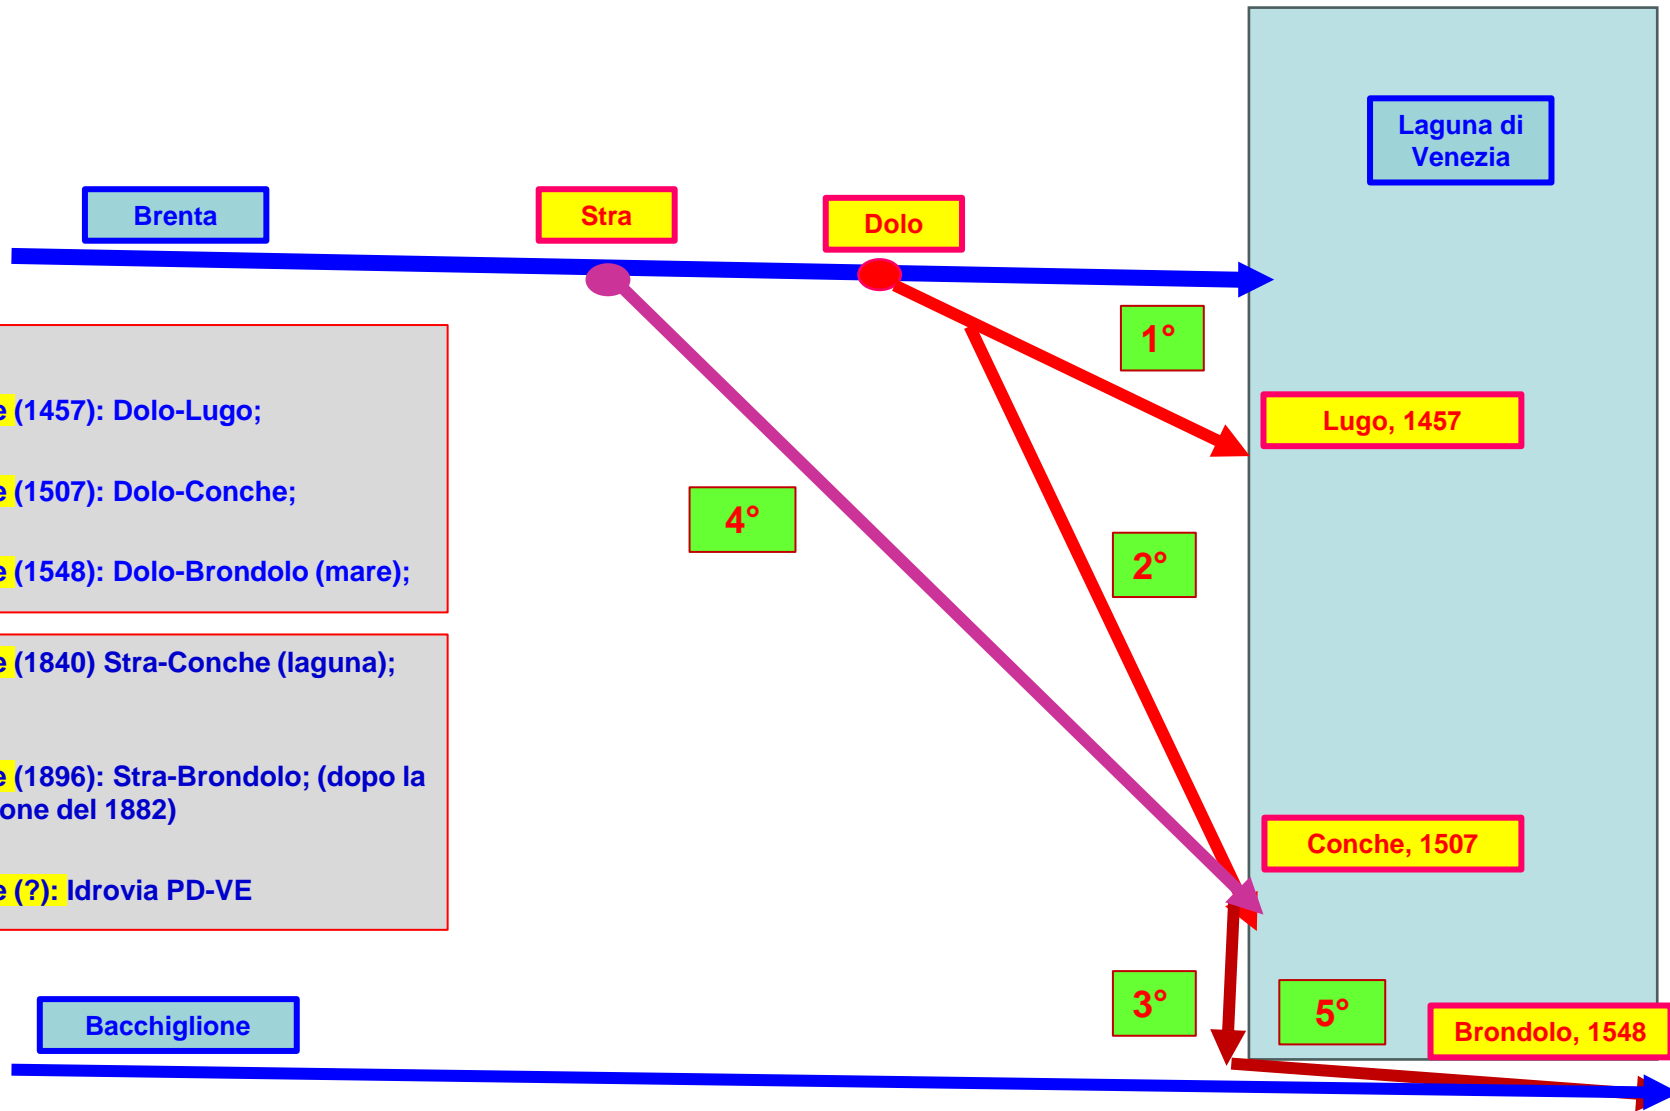 Laguna di
Venezia
Brenta
Stra
Dolo
1°
(1457): Dolo-Lugo;
Lugo, 1457
(1507): Dolo-Conche;
4°
2°
(1548): Dolo-Brondolo (mare);
(1840) Stra-Conche (laguna);
(1896): Stra-Brondolo; (dopo la
one del 1882)
Conche, 1507
(?): Idrovia PD-VE
3°
5°
Bacchiglione
Brondolo, 1548